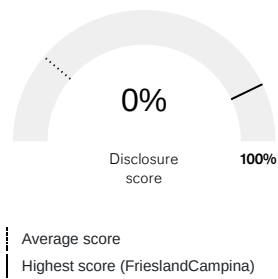 0%
Disclosure
score
100%
Average score
Highest score (FrieslandCampina)